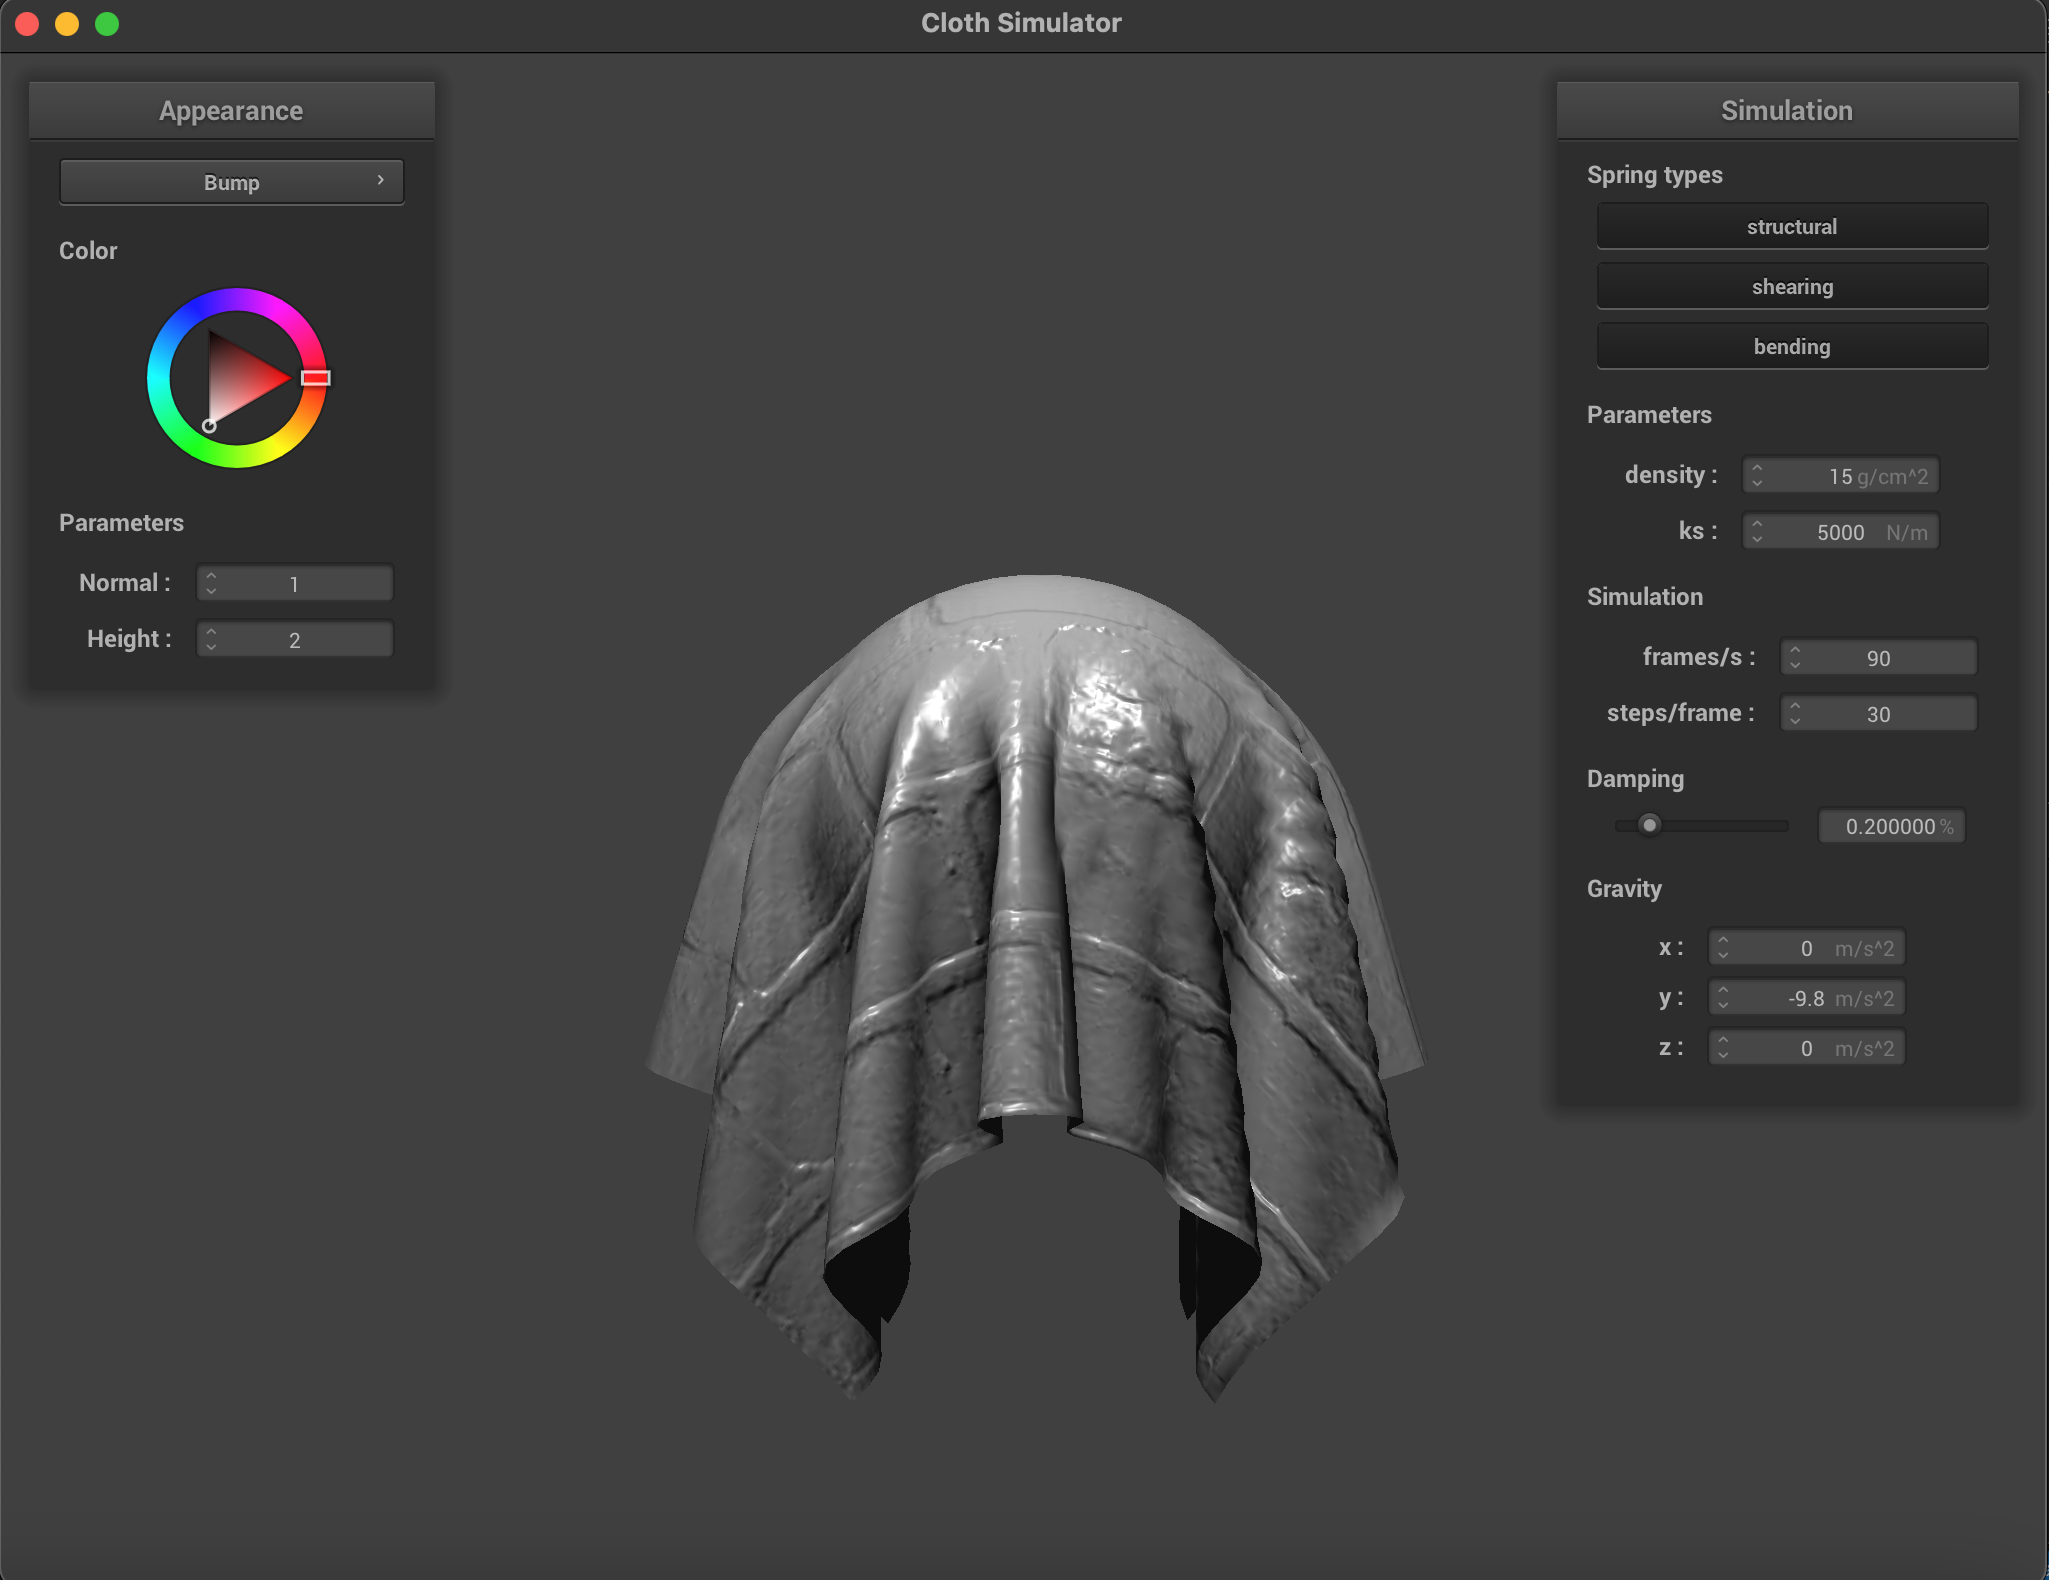 Cloth Simulator
Appearance
Bump
Color
Parameters
Normal : 1
Height : 2
Simulation
Spring types
structural
shearing
bending
Parameters
density : 15 g/cm^2
ks : 5000 N/m
Simulation
frames/s : 90
steps/frame : 30
Damping
0.200000 %
Gravity
x : 0 m/s^2
y : -9.8 m/s^2
z : 0 m/s^2